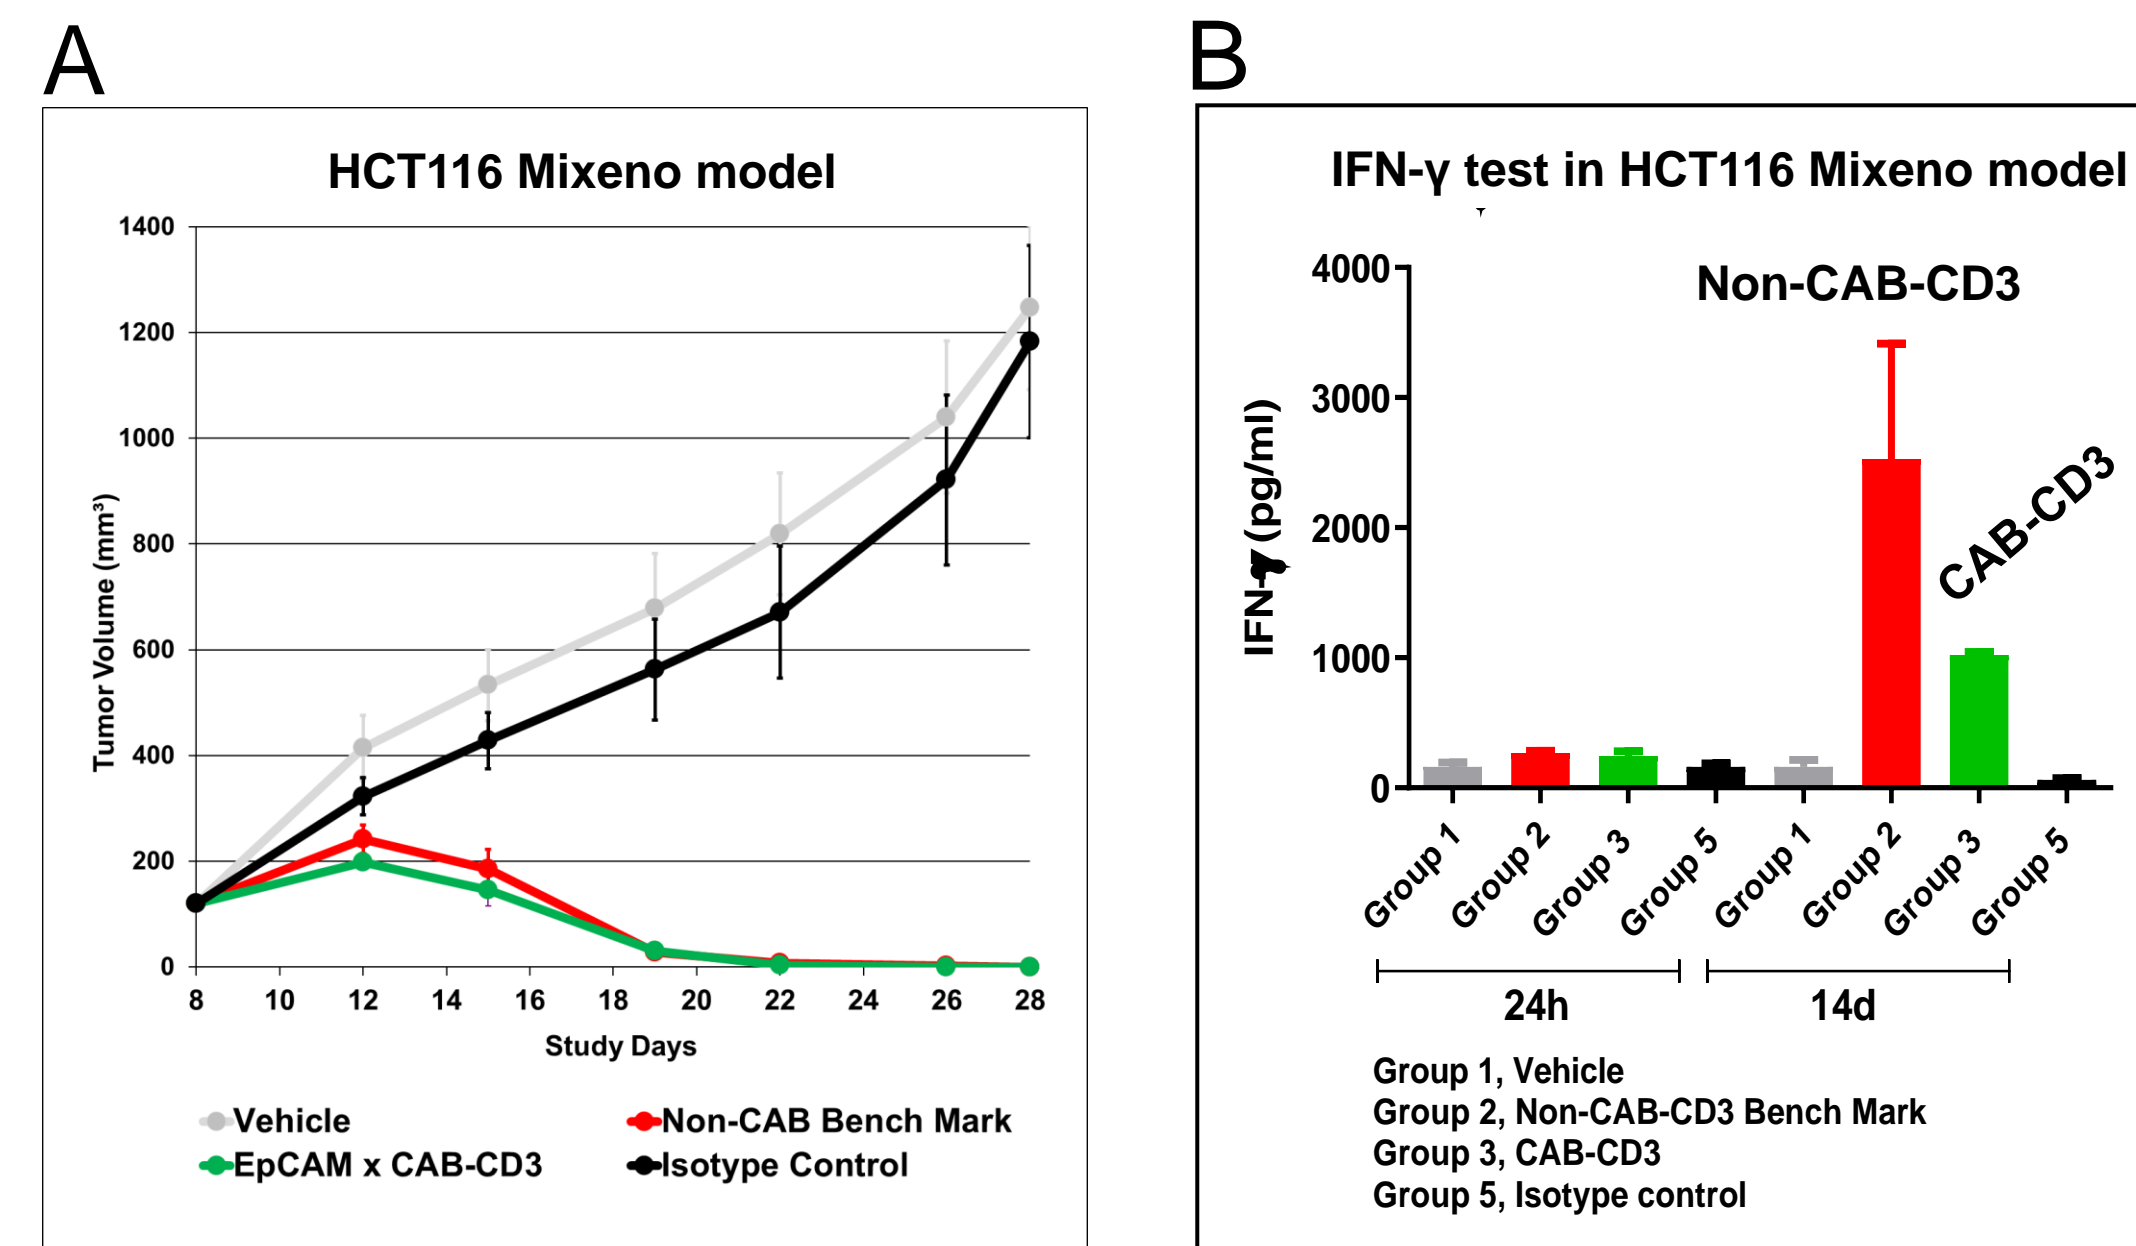 A
HCT116 Mixeno model
1400
1200
1000
800
600
400
200
0
Tumor Volume (mm³)
8 10 12 14 16 18 20 22 24 26 28
Study Days
Vehicle
Non-CAB Bench Mark
EpCAM x CAB-CD3
Isotype Control
B
IFN-γ test in HCT116 Mixeno model
4000
3000
2000
1000
0
IFN-γ (pg/ml)
Non-CAB-CD3
CAB-CD3
Group 1
Group 2
Group 3
Group 5
Group 1
Group 2
Group 3
Group 5
24h
14d
Group 1, Vehicle
Group 2, Non-CAB-CD3 Bench Mark
Group 3, CAB-CD3
Group 5, Isotype control